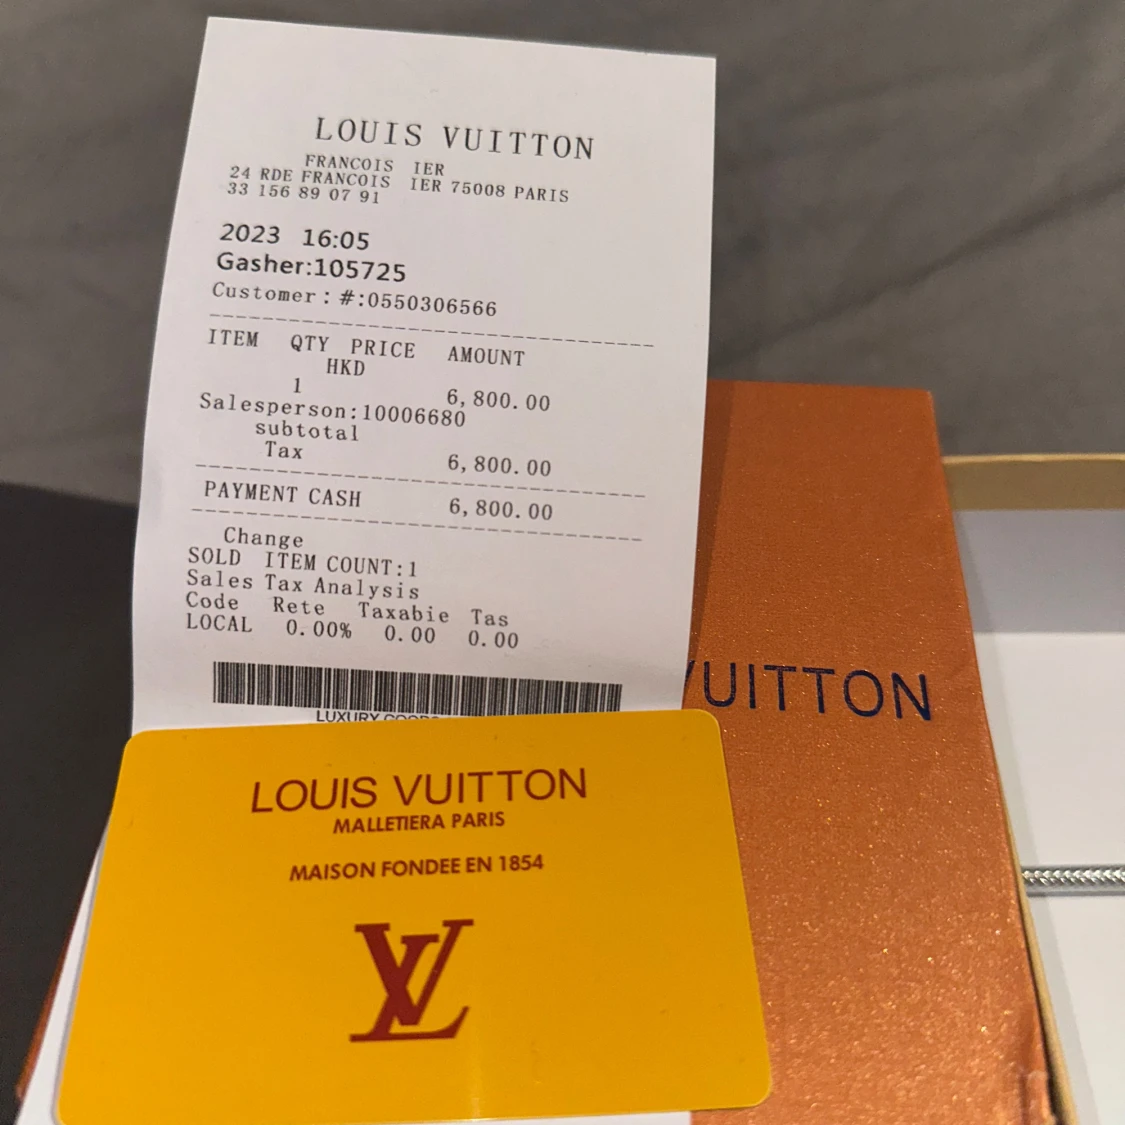 LOUIS VUITTON
FRANCOIS IER
24 RDE FRANCOIS IER 75008 PARIS
33 156 89 07 91
2023 16:05
Gasher:105725
Customer：#:0550306566
ITEM QTY PRICE AMOUNT
HKD
1 6,800.00
Salesperson:10006680
subtotal
Tax 6,800.00
PAYMENT CASH 6,800.00
Change
SOLD ITEM COUNT:1
Sales Tax Analysis
Code Rete Taxabie Tas
LOCAL 0.00% 0.00 0.00
LUXURY GOODS
VUITTON
LOUIS VUITTON
MALLETIERA PARIS
MAISON FONDEE EN 1854
LV